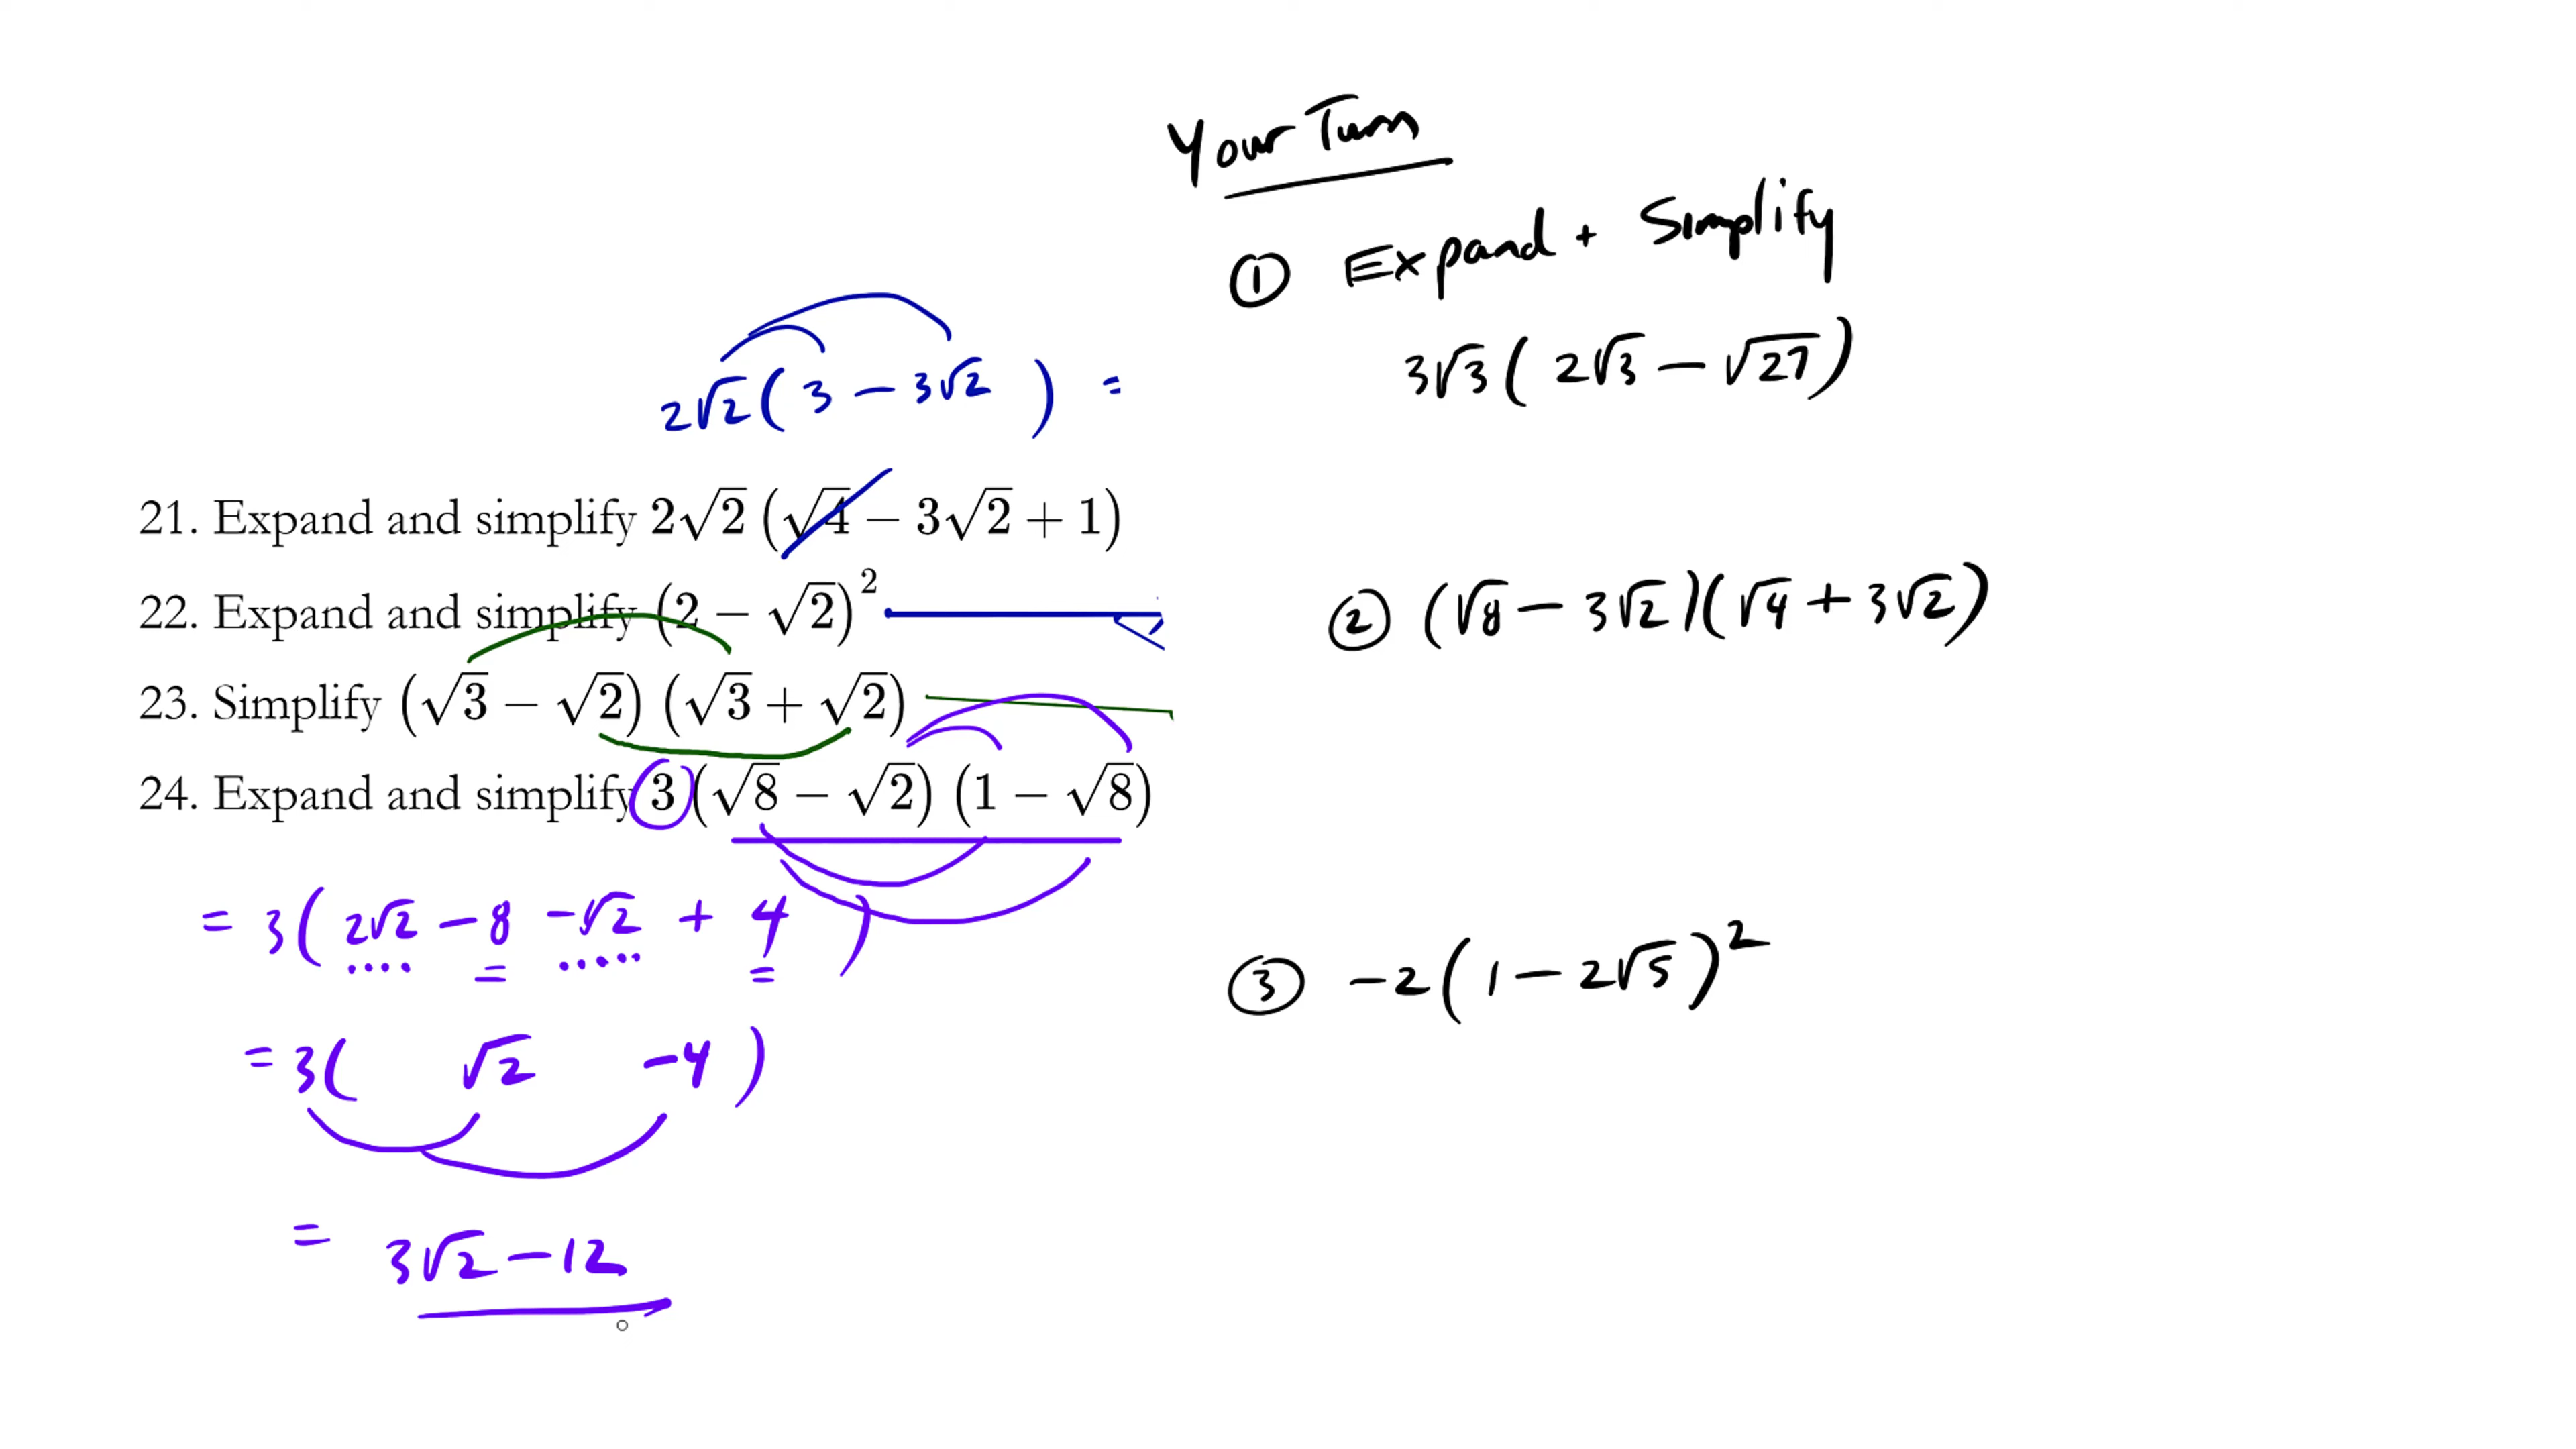 Your Turn
① Expand + Simplify
3√3 ( 2√3 − √27 )
2√2 ( 3 − 3√2 ) =
21. Expand and simplify 2√2 (√4 − 3√2 + 1)
22. Expand and simplify (2 − √2)²
② (√8 − 3√2)(√4 + 3√2)
23. Simplify (√3 − √2) (√3 + √2)
24. Expand and simplify 3 (√8 − √2) (1 − √8)
= 3( 2√2 − 8 − √2 + 4 )
③ −2 ( 1 − 2√5 )²
= 3( √2 − 4 )
= 3√2 − 12